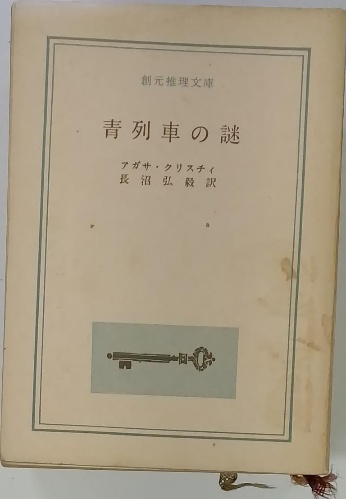 創元推理文庫
青列車の謎
アガサ・クリスチィ
長沼弘毅訳